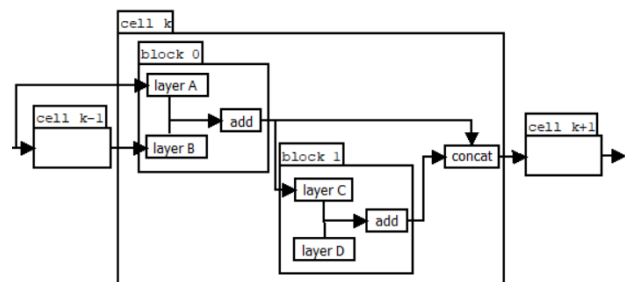 cell k
block 0
layer A
add
layer B
cell k-1
block 1
layer C
add
layer D
concat
cell k+1